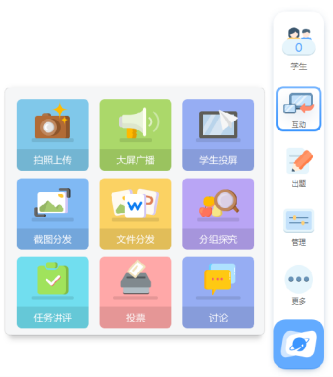 拍照上传
大屏广播
学生投屏
截图分发
文件分发
分组探究
任务讲评
投票
讨论
0
学生
互动
出题
管理
更多